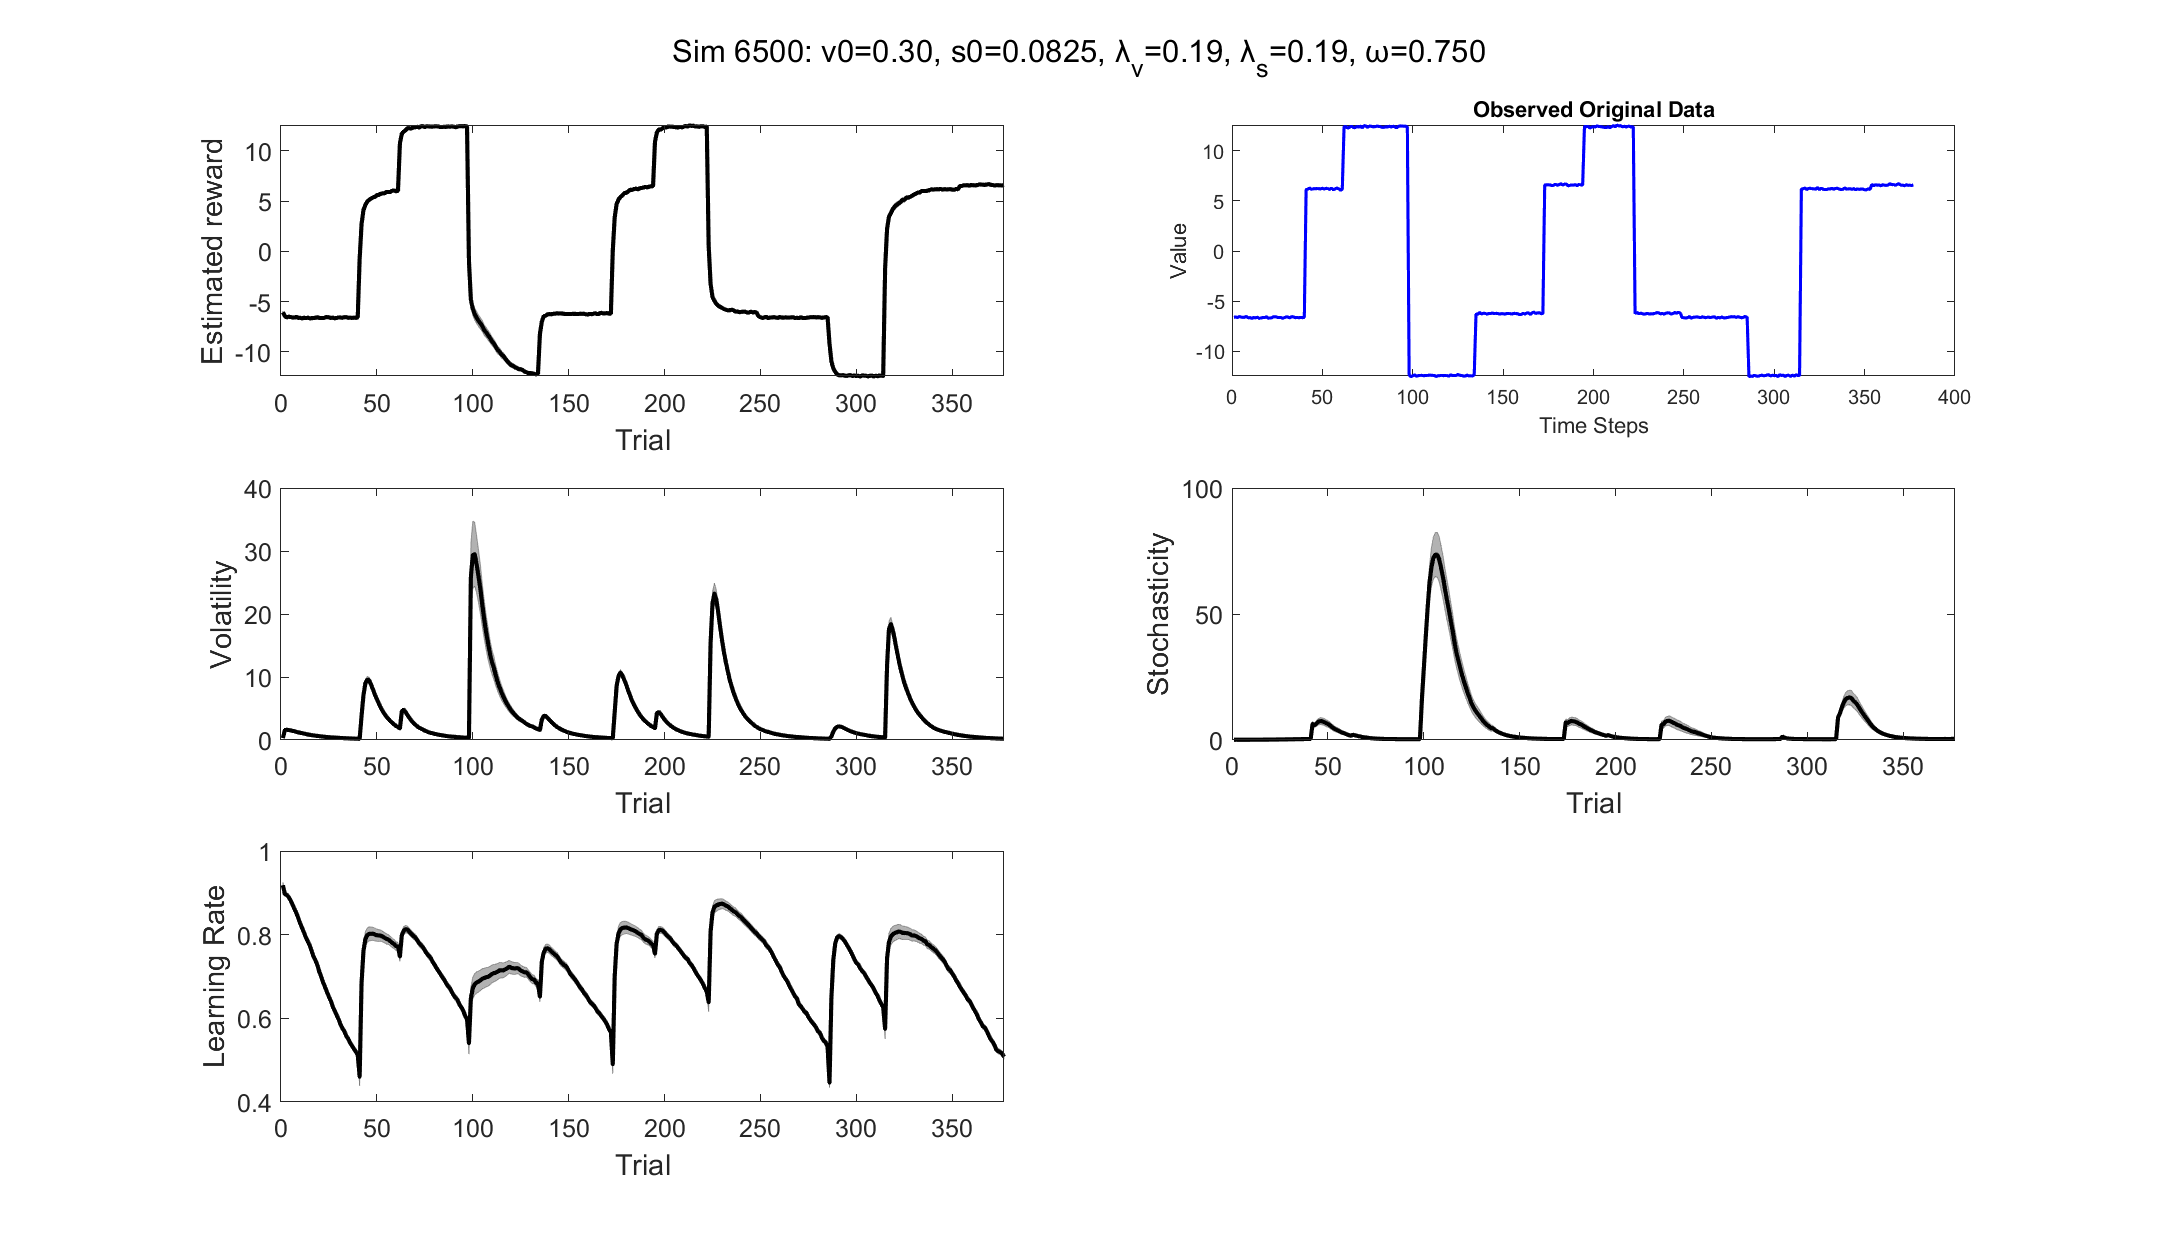 Sim 6500: v0=0.30, s0=0.0825, λ_v=0.19, λ_s=0.19, ω=0.750
Estimated reward
10
5
0
-5
-10
0 50 100 150 200 250 300 350
Trial
Observed Original Data
Value
10
5
0
-5
-10
0 50 100 150 200 250 300 350 400
Time Steps
Volatility
40
30
20
10
0
0 50 100 150 200 250 300 350
Trial
Stochasticity
100
50
0
0 50 100 150 200 250 300 350
Trial
Learning Rate
1
0.8
0.6
0.4
0 50 100 150 200 250 300 350
Trial